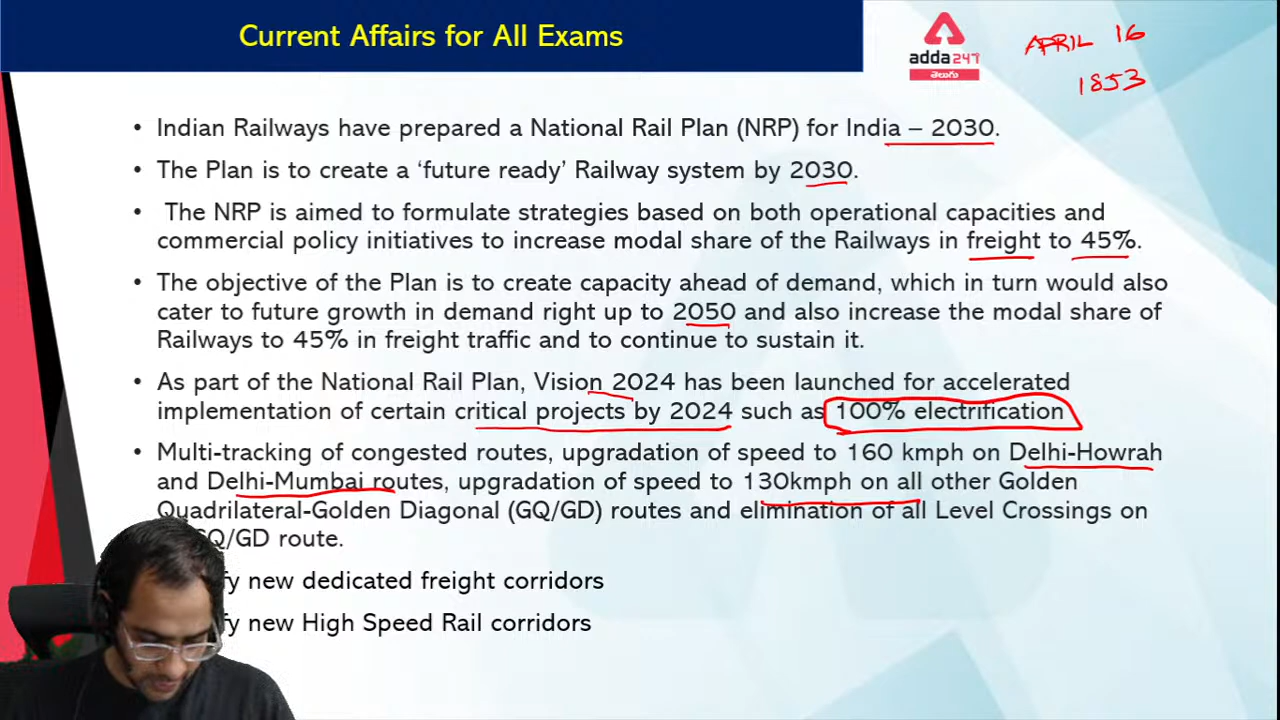 Current Affairs for All Exams
adda247
తెలుగు
APRIL 16
1853
• Indian Railways have prepared a National Rail Plan (NRP) for India – 2030.
• The Plan is to create a ‘future ready’ Railway system by 2030.
• The NRP is aimed to formulate strategies based on both operational capacities and
commercial policy initiatives to increase modal share of the Railways in freight to 45%.
• The objective of the Plan is to create capacity ahead of demand, which in turn would also
cater to future growth in demand right up to 2050 and also increase the modal share of
Railways to 45% in freight traffic and to continue to sustain it.
• As part of the National Rail Plan, Vision 2024 has been launched for accelerated
implementation of certain critical projects by 2024 such as 100% electrification
• Multi-tracking of congested routes, upgradation of speed to 160 kmph on Delhi-Howrah
and Delhi-Mumbai routes, upgradation of speed to 130kmph on all other Golden
Quadrilateral-Golden Diagonal (GQ/GD) routes and elimination of all Level Crossings on
GQ/GD route.
new dedicated freight corridors
new High Speed Rail corridors